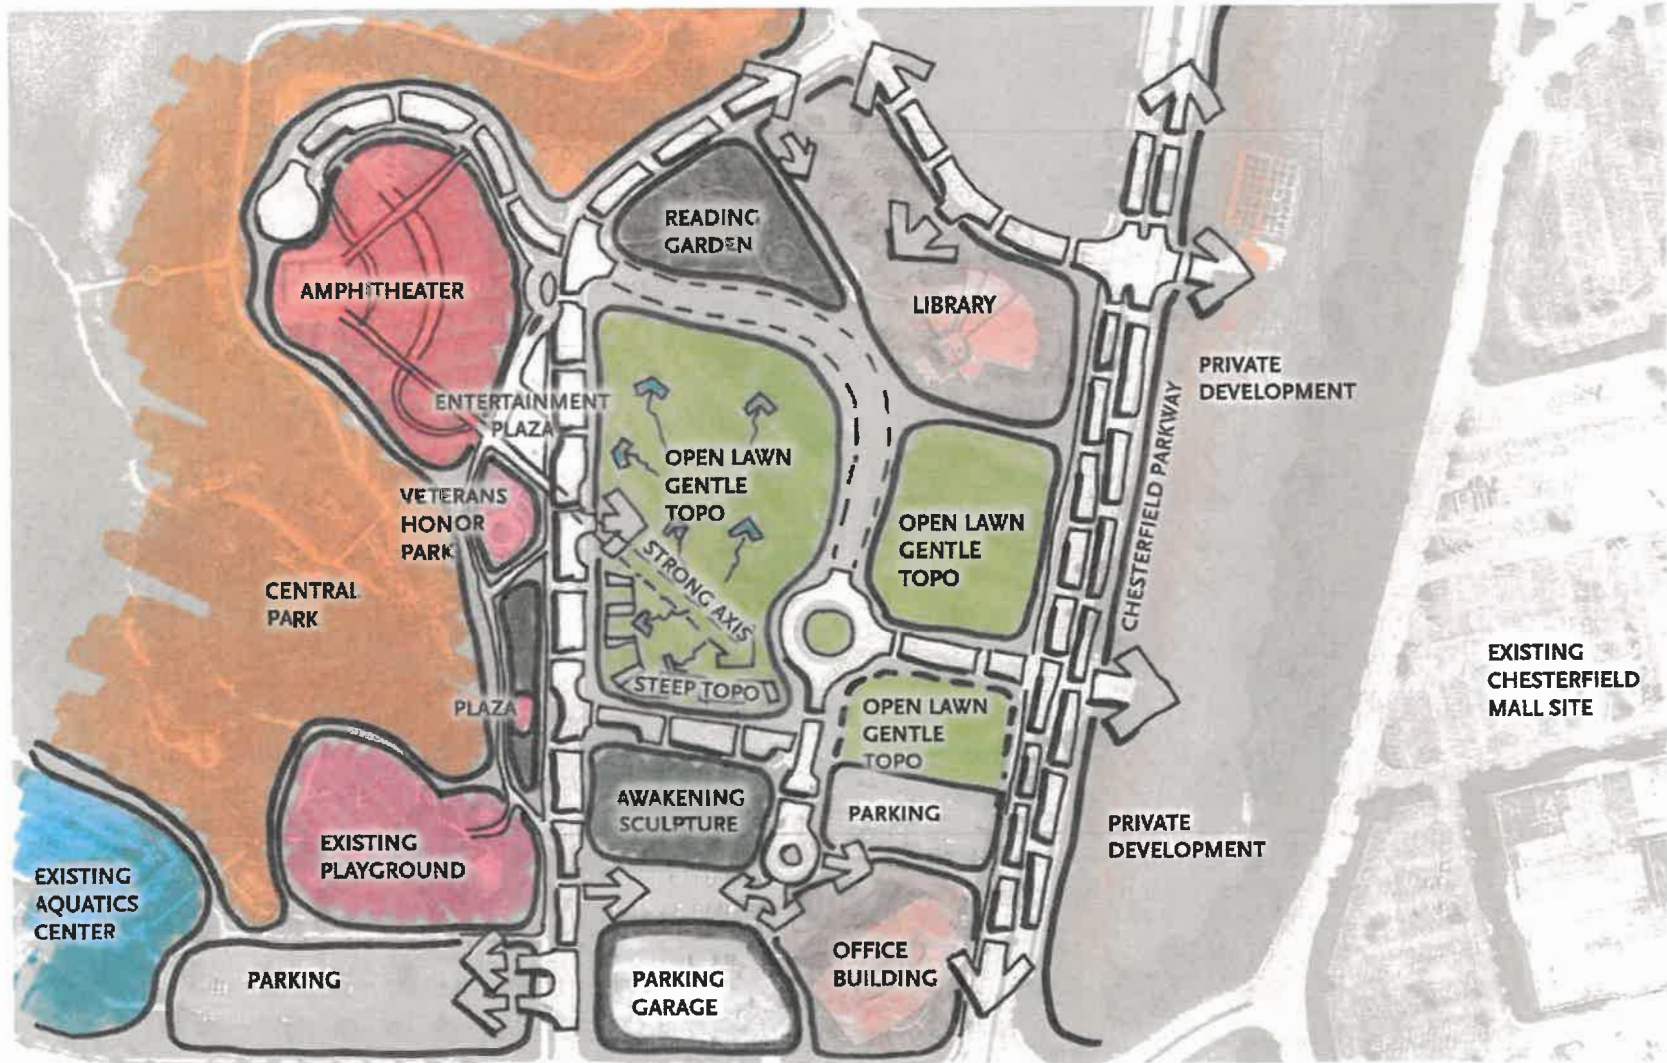 READING
GARDEN
AMPHITHEATER
LIBRARY
PRIVATE
DEVELOPMENT
ENTERTAINMENT
PLAZA
CHESTERFIELD PARKWAY
OPEN LAWN
GENTLE
TOPO
VETERANS
HONOR
PARK
OPEN LAWN
GENTLE
TOPO
STRONG AXIS
CENTRAL
PARK
EXISTING
CHESTERFIELD
MALL SITE
STEEP TOPO
PLAZA
OPEN LAWN
GENTLE
TOPO
AWAKENING
SCULPTURE
PARKING
PRIVATE
DEVELOPMENT
EXISTING
PLAYGROUND
EXISTING
AQUATICS
CENTER
PARKING
PARKING
GARAGE
OFFICE
BUILDING